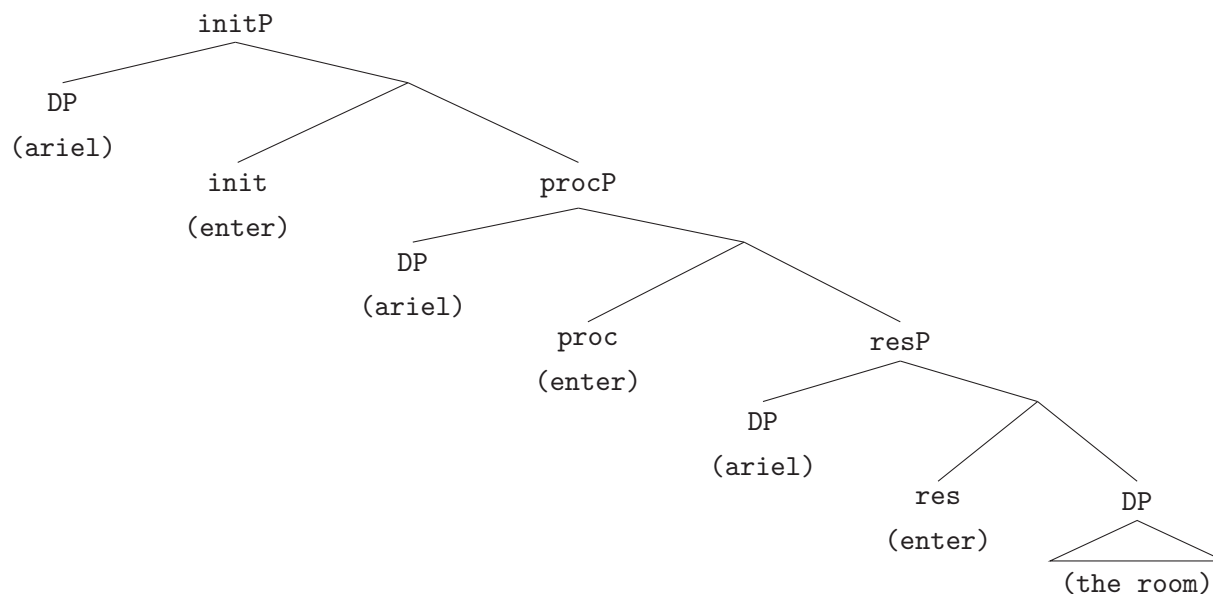 initP
DP
(ariel)
init
(enter)
procP
DP
(ariel)
proc
(enter)
resP
DP
(ariel)
res
(enter)
DP
(the room)